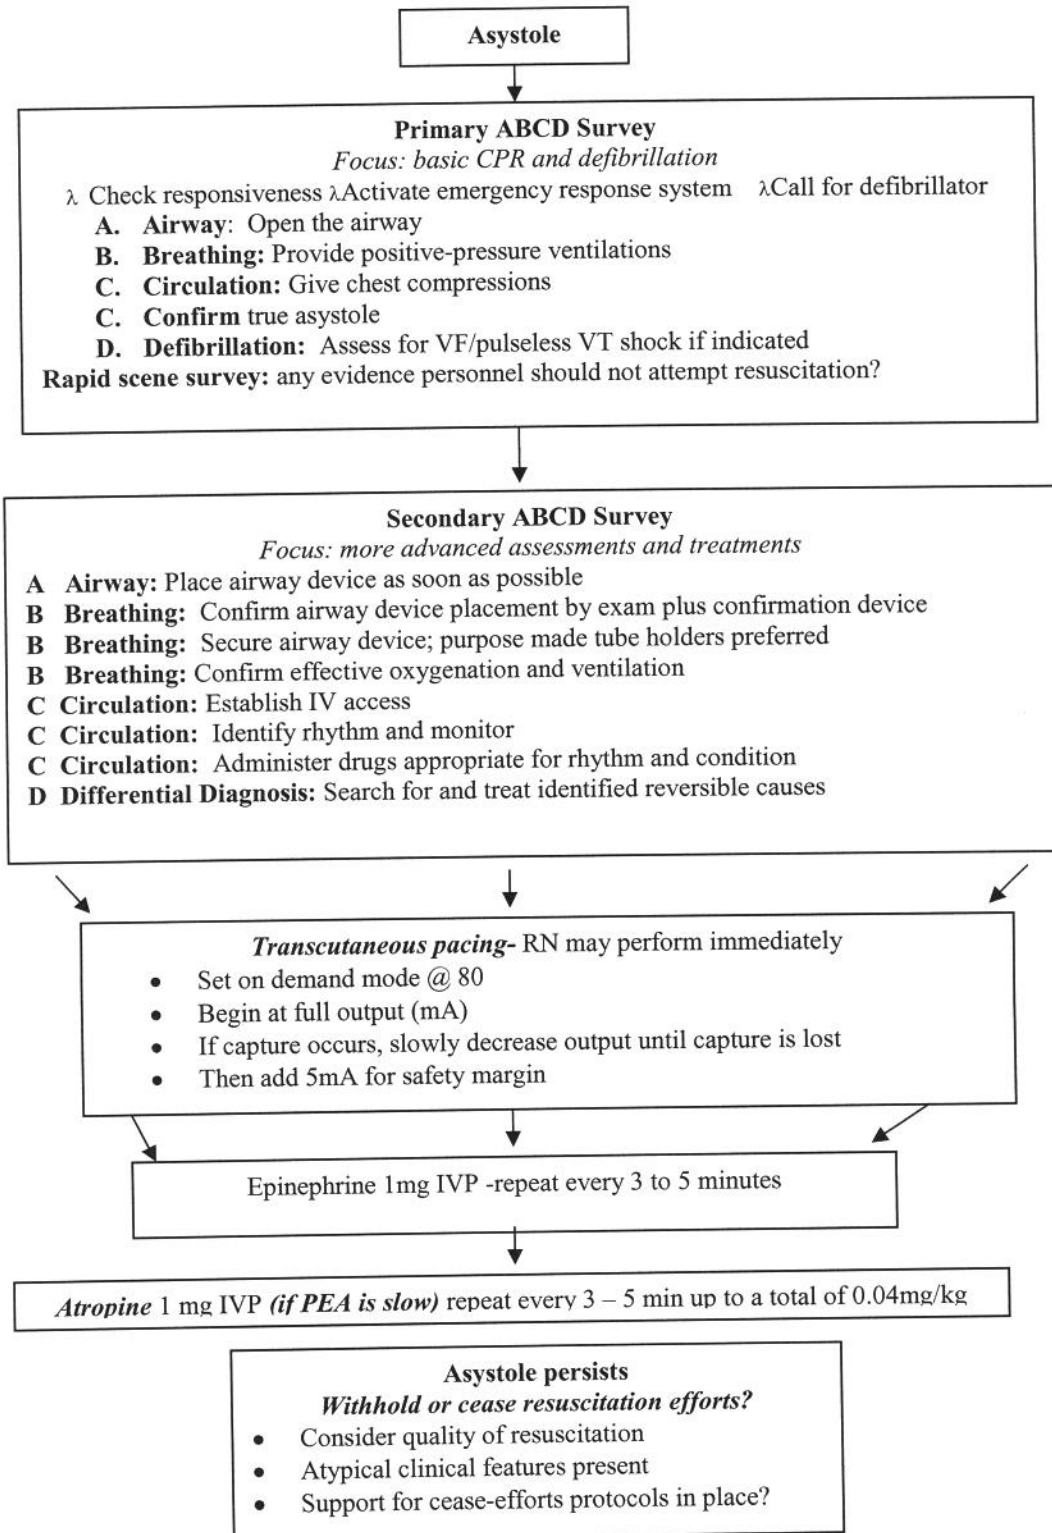 Asystole
Primary ABCD Survey
Focus: basic CPR and defibrillation
λ Check responsiveness λActivate emergency response system λCall for defibrillator
A. Airway: Open the airway
B. Breathing: Provide positive-pressure ventilations
C. Circulation: Give chest compressions
C. Confirm true asystole
D. Defibrillation: Assess for VF/pulseless VT shock if indicated
Rapid scene survey: any evidence personnel should not attempt resuscitation?
Secondary ABCD Survey
Focus: more advanced assessments and treatments
A Airway: Place airway device as soon as possible
B Breathing: Confirm airway device placement by exam plus confirmation device
B Breathing: Secure airway device; purpose made tube holders preferred
B Breathing: Confirm effective oxygenation and ventilation
C Circulation: Establish IV access
C Circulation: Identify rhythm and monitor
C Circulation: Administer drugs appropriate for rhythm and condition
D Differential Diagnosis: Search for and treat identified reversible causes
Transcutaneous pacing- RN may perform immediately
• Set on demand mode @ 80
• Begin at full output (mA)
• If capture occurs, slowly decrease output until capture is lost
• Then add 5mA for safety margin
Epinephrine 1mg IVP -repeat every 3 to 5 minutes
Atropine 1 mg IVP (if PEA is slow) repeat every 3 – 5 min up to a total of 0.04mg/kg
Asystole persists
Withhold or cease resuscitation efforts?
• Consider quality of resuscitation
• Atypical clinical features present
• Support for cease-efforts protocols in place?